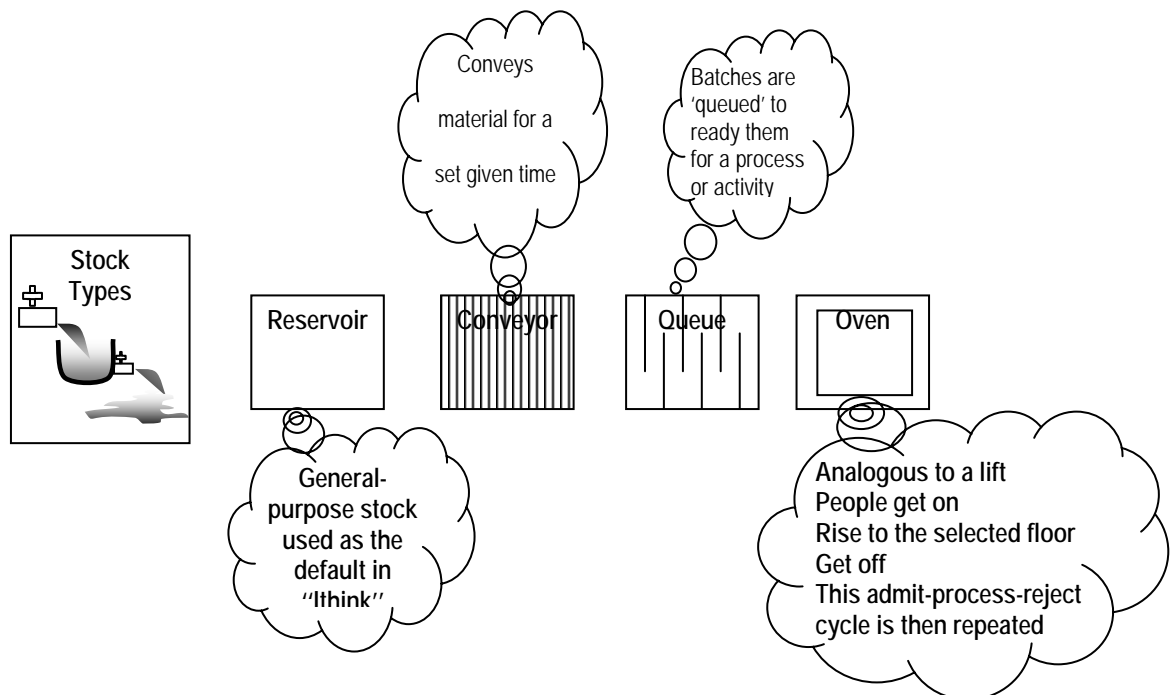 Conveys
material for a
set given time
Batches are
'queued' to
ready them
for a process
or activity
Stock
Types
Reservoir
Conveyor
Queue
Oven
General-
purpose stock
used as the
default in
"Ithink"
Analogous to a lift
People get on
Rise to the selected floor
Get off
This admit-process-reject
cycle is then repeated